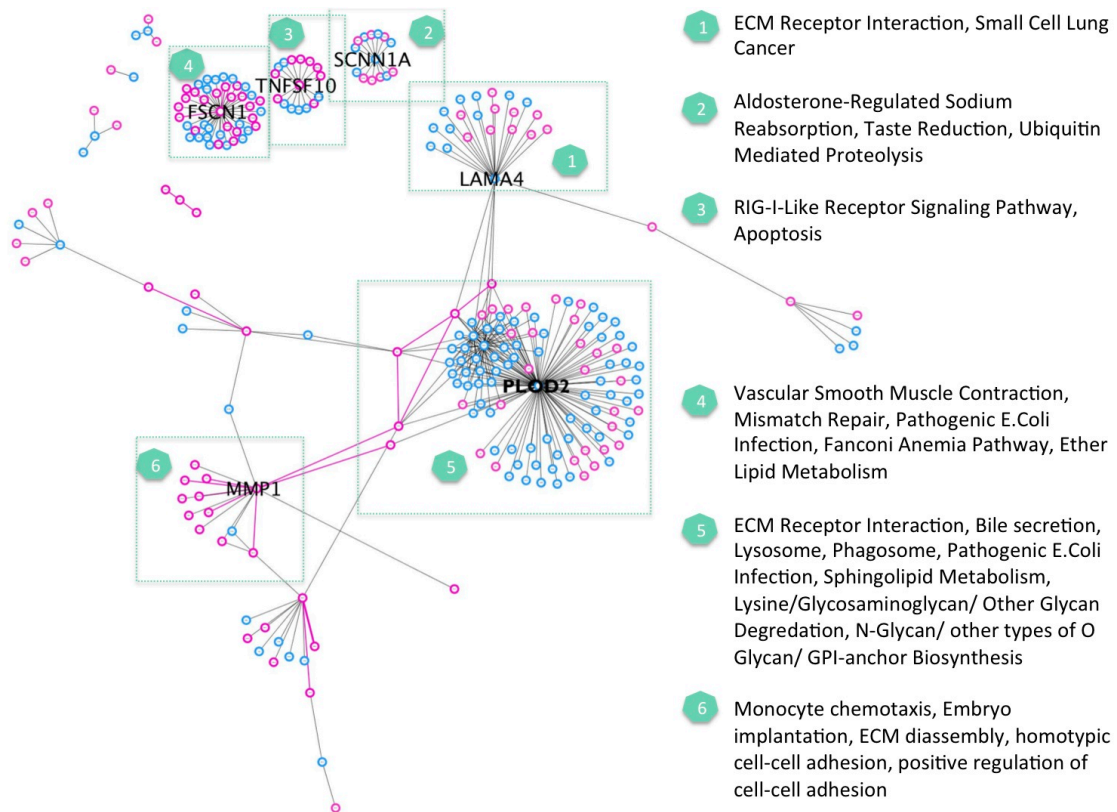 2
SCNN1A
3
TNFSF10
4
FSCN1
1
LAMA4
PLOD2
5
6
MMP1
1
ECM Receptor Interaction, Small Cell Lung
Cancer
2
Aldosterone-Regulated Sodium
Reabsorption, Taste Reduction, Ubiquitin
Mediated Proteolysis
3
RIG-I-Like Receptor Signaling Pathway,
Apoptosis
4
Vascular Smooth Muscle Contraction,
Mismatch Repair, Pathogenic E.Coli
Infection, Fanconi Anemia Pathway, Ether
Lipid Metabolism
5
ECM Receptor Interaction, Bile secretion,
Lysosome, Phagosome, Pathogenic E.Coli
Infection, Sphingolipid Metabolism,
Lysine/Glycosaminoglycan/ Other Glycan
Degredation, N-Glycan/ other types of O
Glycan/ GPI-anchor Biosynthesis
6
Monocyte chemotaxis, Embryo
implantation, ECM diassembly, homotypic
cell-cell adhesion, positive regulation of
cell-cell adhesion